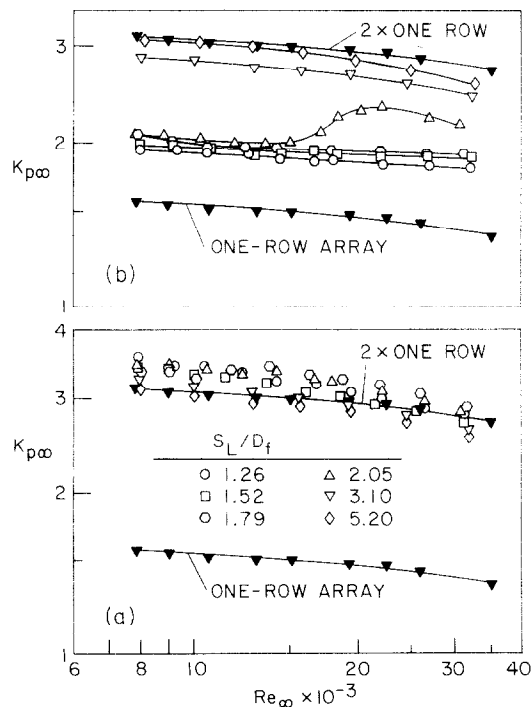 3
2 × ONE ROW
2
K p∞
ONE-ROW ARRAY
(b)
1
4
2 × ONE ROW
3
K p∞
S_L/D_f
○ 1.26 △ 2.05
□ 1.52 ▽ 3.10
○ 1.79 ◇ 5.20
2
ONE-ROW ARRAY
(a)
1
6 8 10 20 30 40
Re∞ × 10⁻³